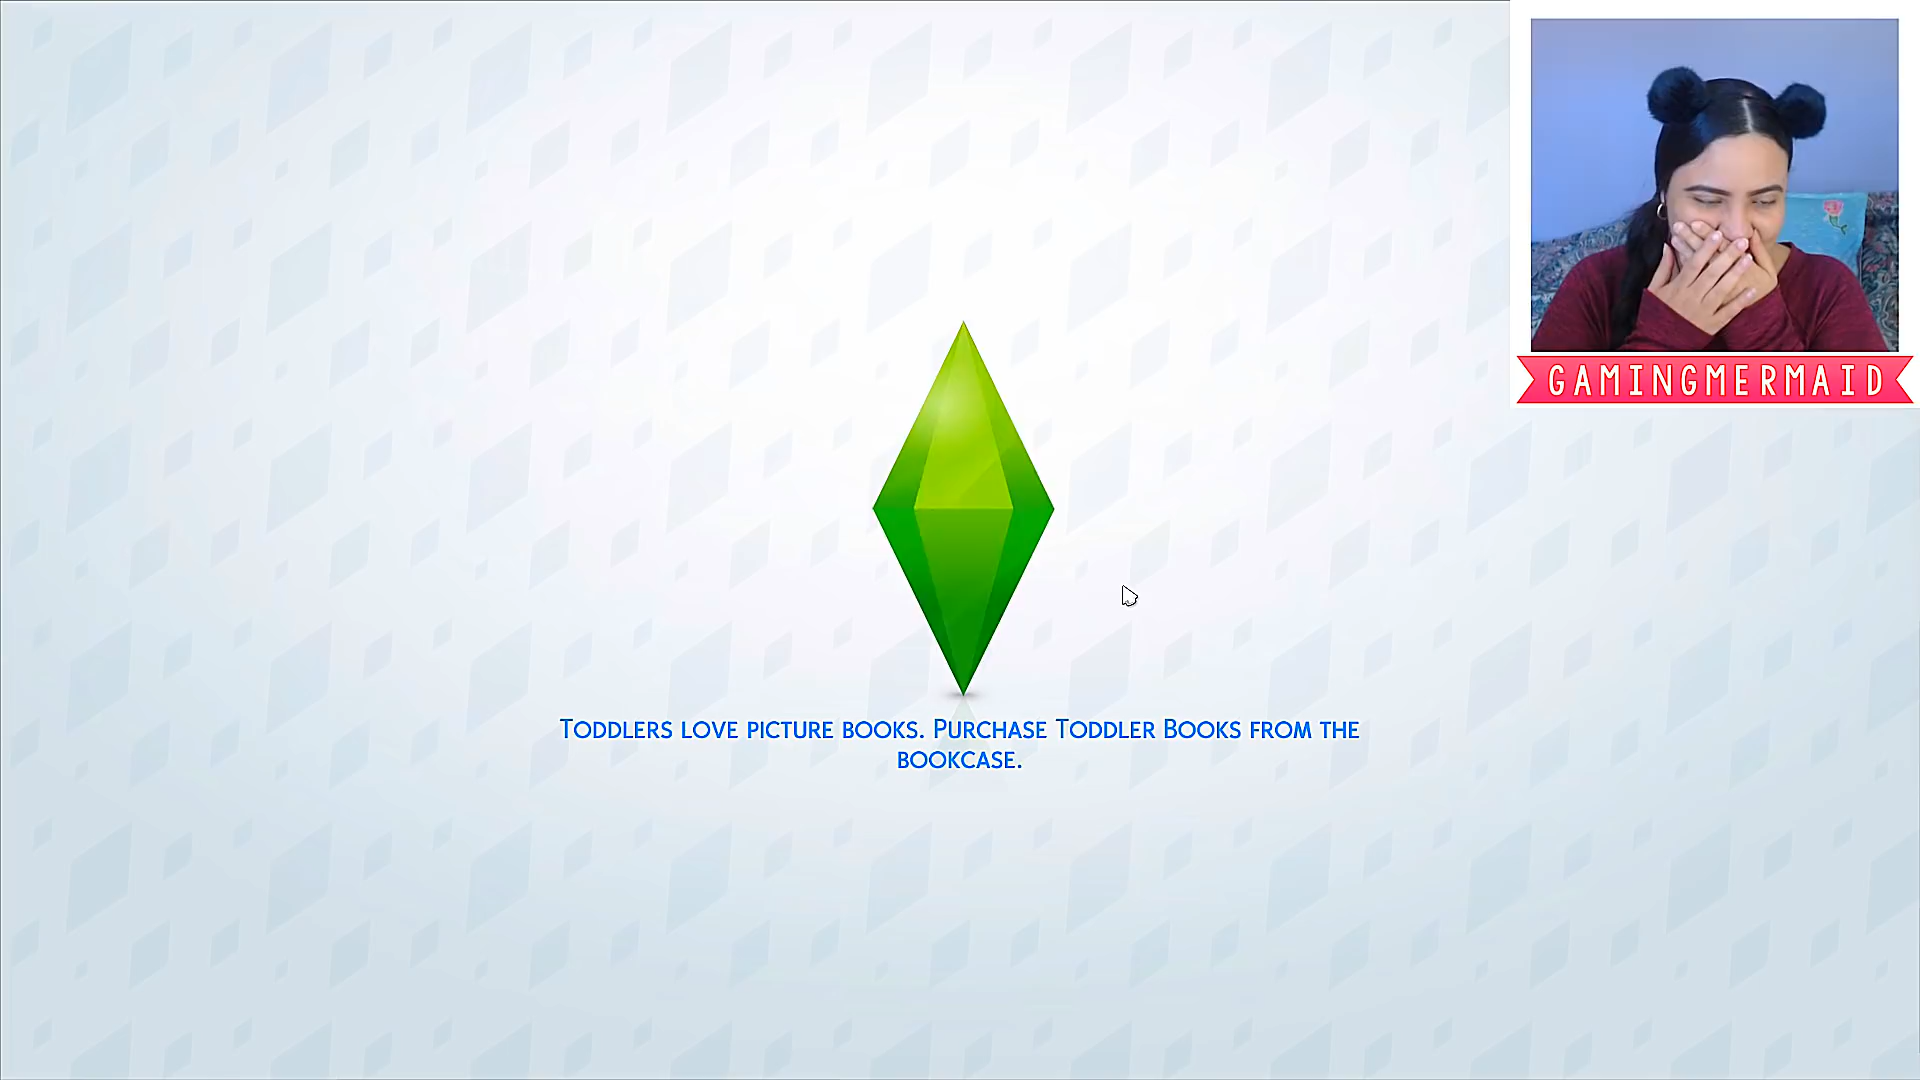 GAMINGMERMAID
TODDLERS LOVE PICTURE BOOKS. PURCHASE TODDLER BOOKS FROM THE
BOOKCASE.